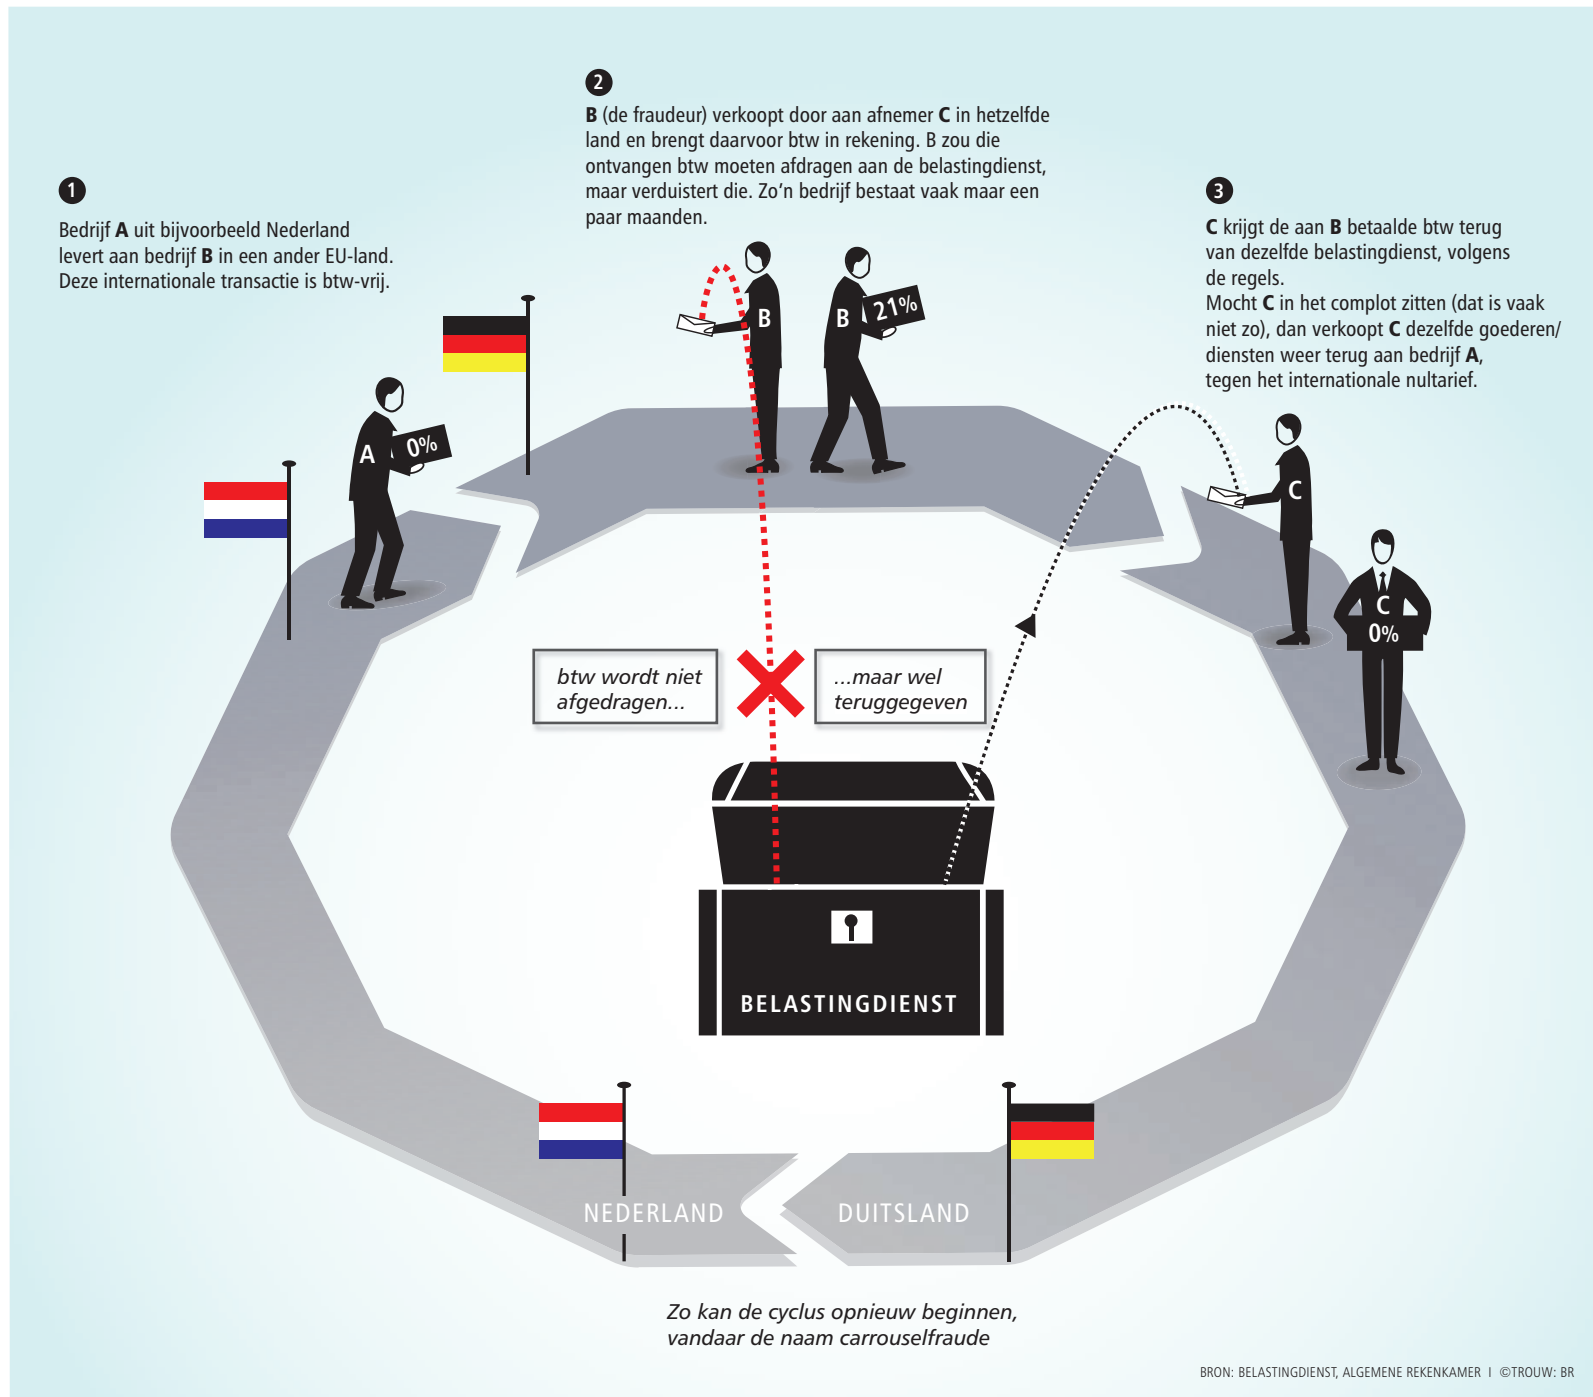 1
Bedrijf A uit bijvoorbeeld Nederland
levert aan bedrijf B in een ander EU-land.
Deze internationale transactie is btw-vrij.
2
B (de fraudeur) verkoopt door aan afnemer C in hetzelfde
land en brengt daarvoor btw in rekening. B zou die
ontvangen btw moeten afdragen aan de belastingdienst,
maar verduistert die. Zo'n bedrijf bestaat vaak maar een
paar maanden.
3
C krijgt de aan B betaalde btw terug
van dezelfde belastingdienst, volgens
de regels.
Mocht C in het complot zitten (dat is vaak
niet zo), dan verkoopt C dezelfde goederen/
diensten weer terug aan bedrijf A,
tegen het internationale nultarief.
A
0%
B
B
21%
C
C
0%
btw wordt niet
afgedragen...
...maar wel
teruggegeven
BELASTINGDIENST
NEDERLAND
DUITSLAND
Zo kan de cyclus opnieuw beginnen,
vandaar de naam carrouselfraude
BRON: BELASTINGDIENST, ALGEMENE REKENKAMER | ©TROUW: BR